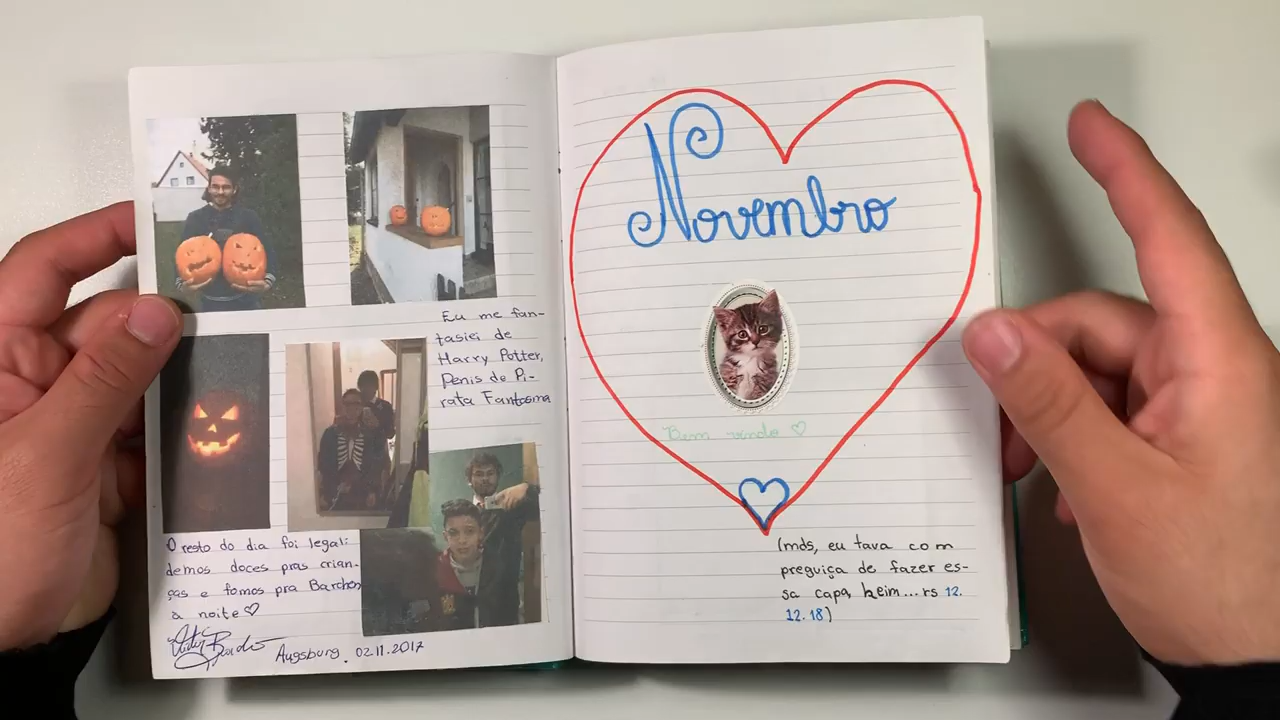 Eu me fan-
tasiei de
Harry Potter,
Denis de Pi-
rata Fantasma
O resto do dia foi legal:
demos doces pras crian-
ças e fomos pra Bärchen
à noite♡
Augsburg, 02.11.2017
Novembro
Bem vindo ♡
(mds, eu tava com
preguiça de fazer es-
sa capa, heim...rs 12.
12.18)